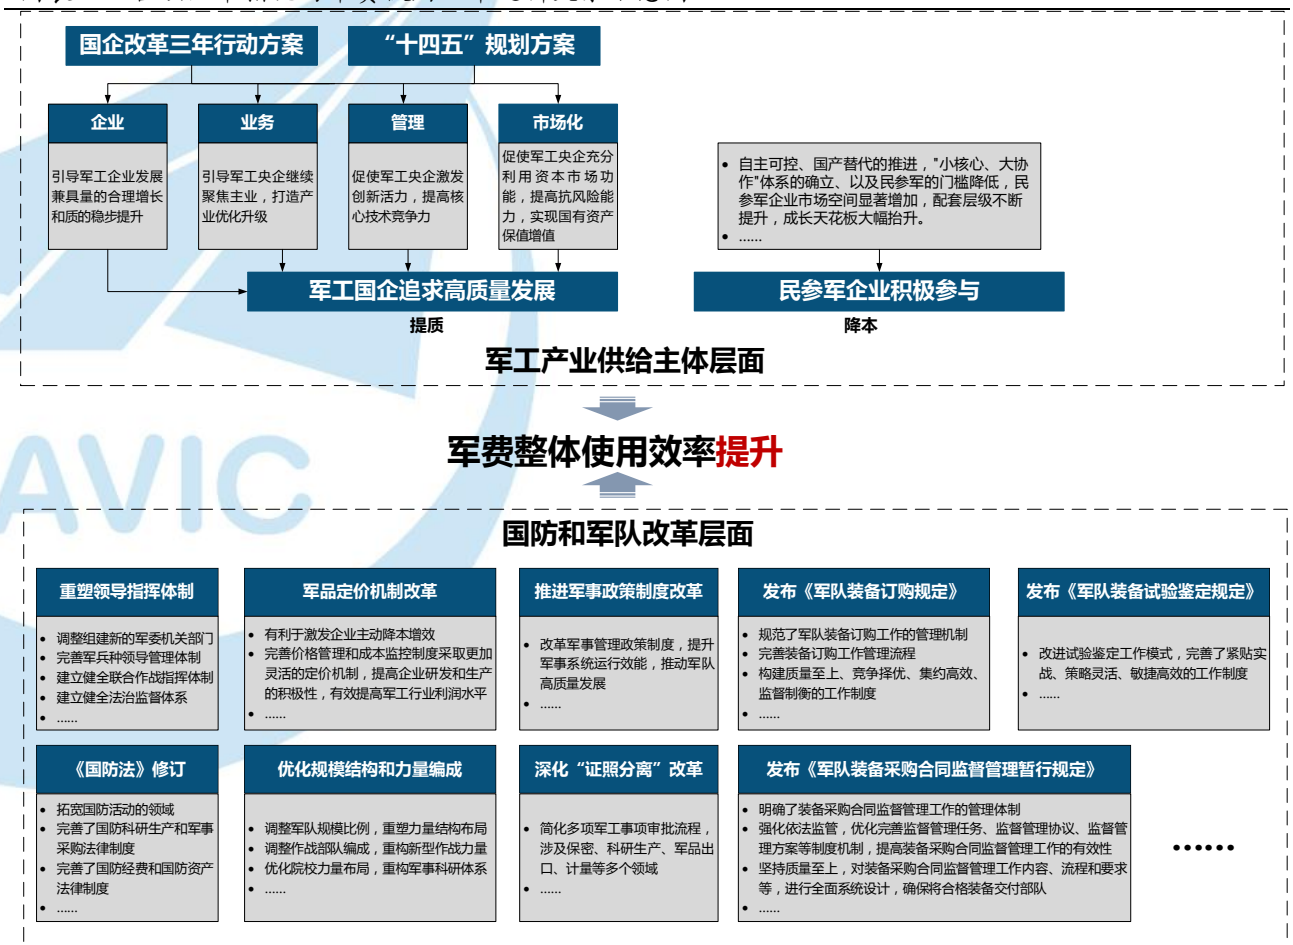 国企改革三年行动方案
“十四五”规划方案
企业
引导军工企业发展
兼具量的合理增长
和质的稳步提升
业务
引导军工央企继续
聚焦主业，打造产
业优化升级
管理
促使军工央企激发
创新活力，提高核
心技术竞争力
市场化
促使军工央企充分
利用资本市场功
能，提高抗风险能
力，实现国有资产
保值增值
• 自主可控、国产替代的推进，"小核心、大协
作"体系的确立、以及民参军的门槛降低，民
参军企业市场空间显著增加，配套层级不断
提升，成长天花板大幅抬升。
• ......
军工国企追求高质量发展
提质
民参军企业积极参与
降本
军工产业供给主体层面
军费整体使用效率提升
AVIC
国防和军队改革层面
重塑领导指挥体制
• 调整组建新的军委机关部门
• 完善军兵种领导管理体制
• 建立健全联合作战指挥体制
• 建立健全法治监督体系
• ......
军品定价机制改革
• 有利于激发企业主动降本增效
• 完善价格管理和成本监控制度采取更加
灵活的定价机制，提高企业研发和生产
的积极性，有效提高军工行业利润水平
• ......
推进军事政策制度改革
• 改革军事管理政策制度，提升
军事系统运行效能，推动军队
高质量发展
• ......
发布《军队装备订购规定》
• 规范了军队装备订购工作的管理机制
• 完善装备订购工作管理流程
• 构建质量至上、竞争择优、集约高效、
监督制衡的工作制度
• ......
发布《军队装备试验鉴定规定》
• 改进试验鉴定工作模式，完善了紧贴实
战、策略灵活、敏捷高效的工作制度
• ......
《国防法》修订
• 拓宽国防活动的领域
• 完善了国防科研生产和军事
采购法律制度
• 完善了国防经费和国防资产
法律制度
• ......
优化规模结构和力量编成
• 调整军队规模比例，重塑力量结构布局
• 调整作战部队编成，重构新型作战力量
• 优化院校力量布局，重构军事科研体系
• ......
深化“证照分离”改革
• 简化多项军工事项审批流程，
涉及保密、科研生产、军品出
口、计量等多个领域
• ......
发布《军队装备采购合同监督管理暂行规定》
• 明确了装备采购合同监督管理工作的管理体制
• 强化依法监管，优化完善监督管理任务、监督管理协议、监督管
理方案等制度机制，提高装备采购合同监督管理工作的有效性
• 坚持质量至上，对装备采购合同监督管理工作内容、流程和要求
等，进行全面系统设计，确保将合格装备交付部队
• ......
......